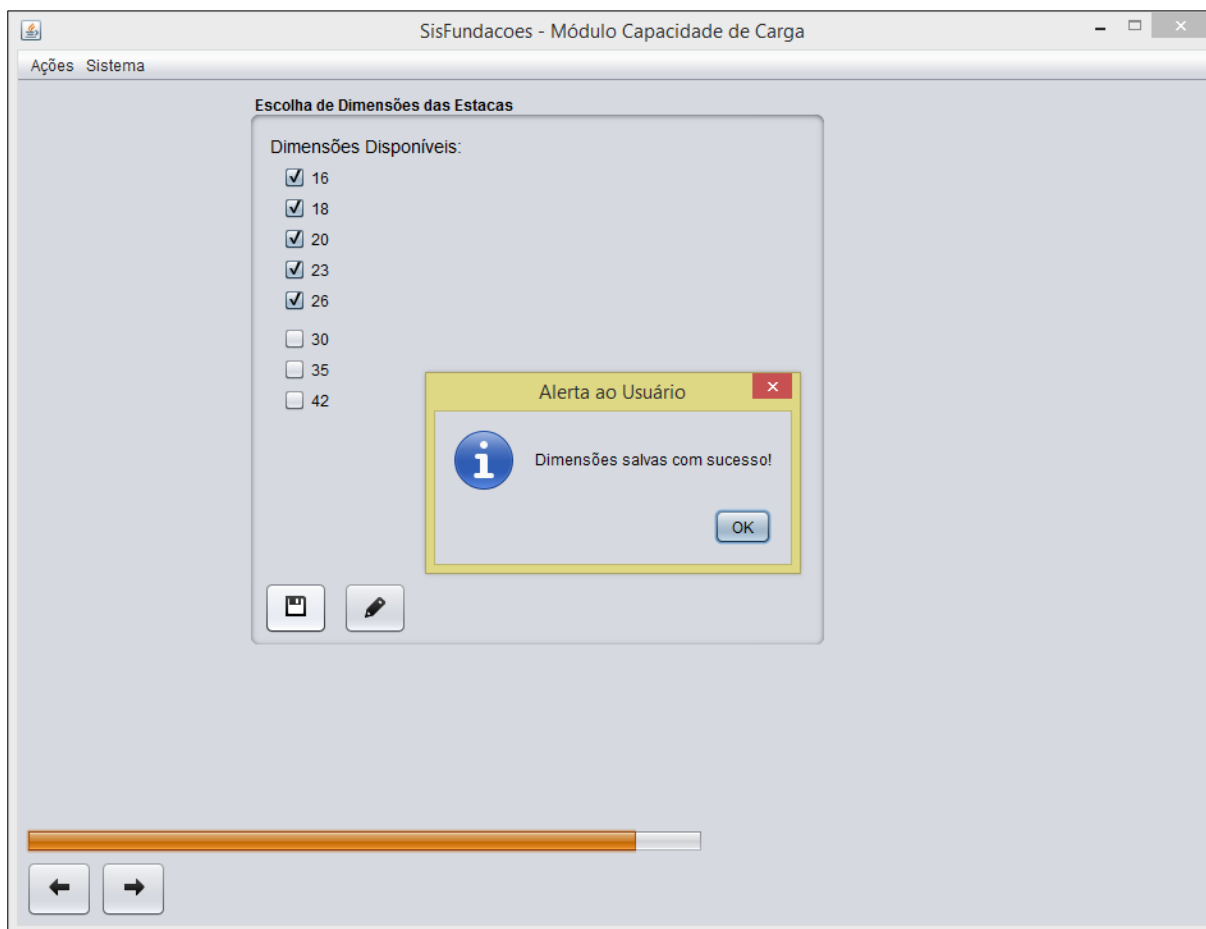 SisFundacoes - Módulo Capacidade de Carga
Ações Sistema
Escolha de Dimensões das Estacas
Dimensões Disponíveis:
16
18
20
23
26
30
35
42
Alerta ao Usuário
Dimensões salvas com sucesso!
OK